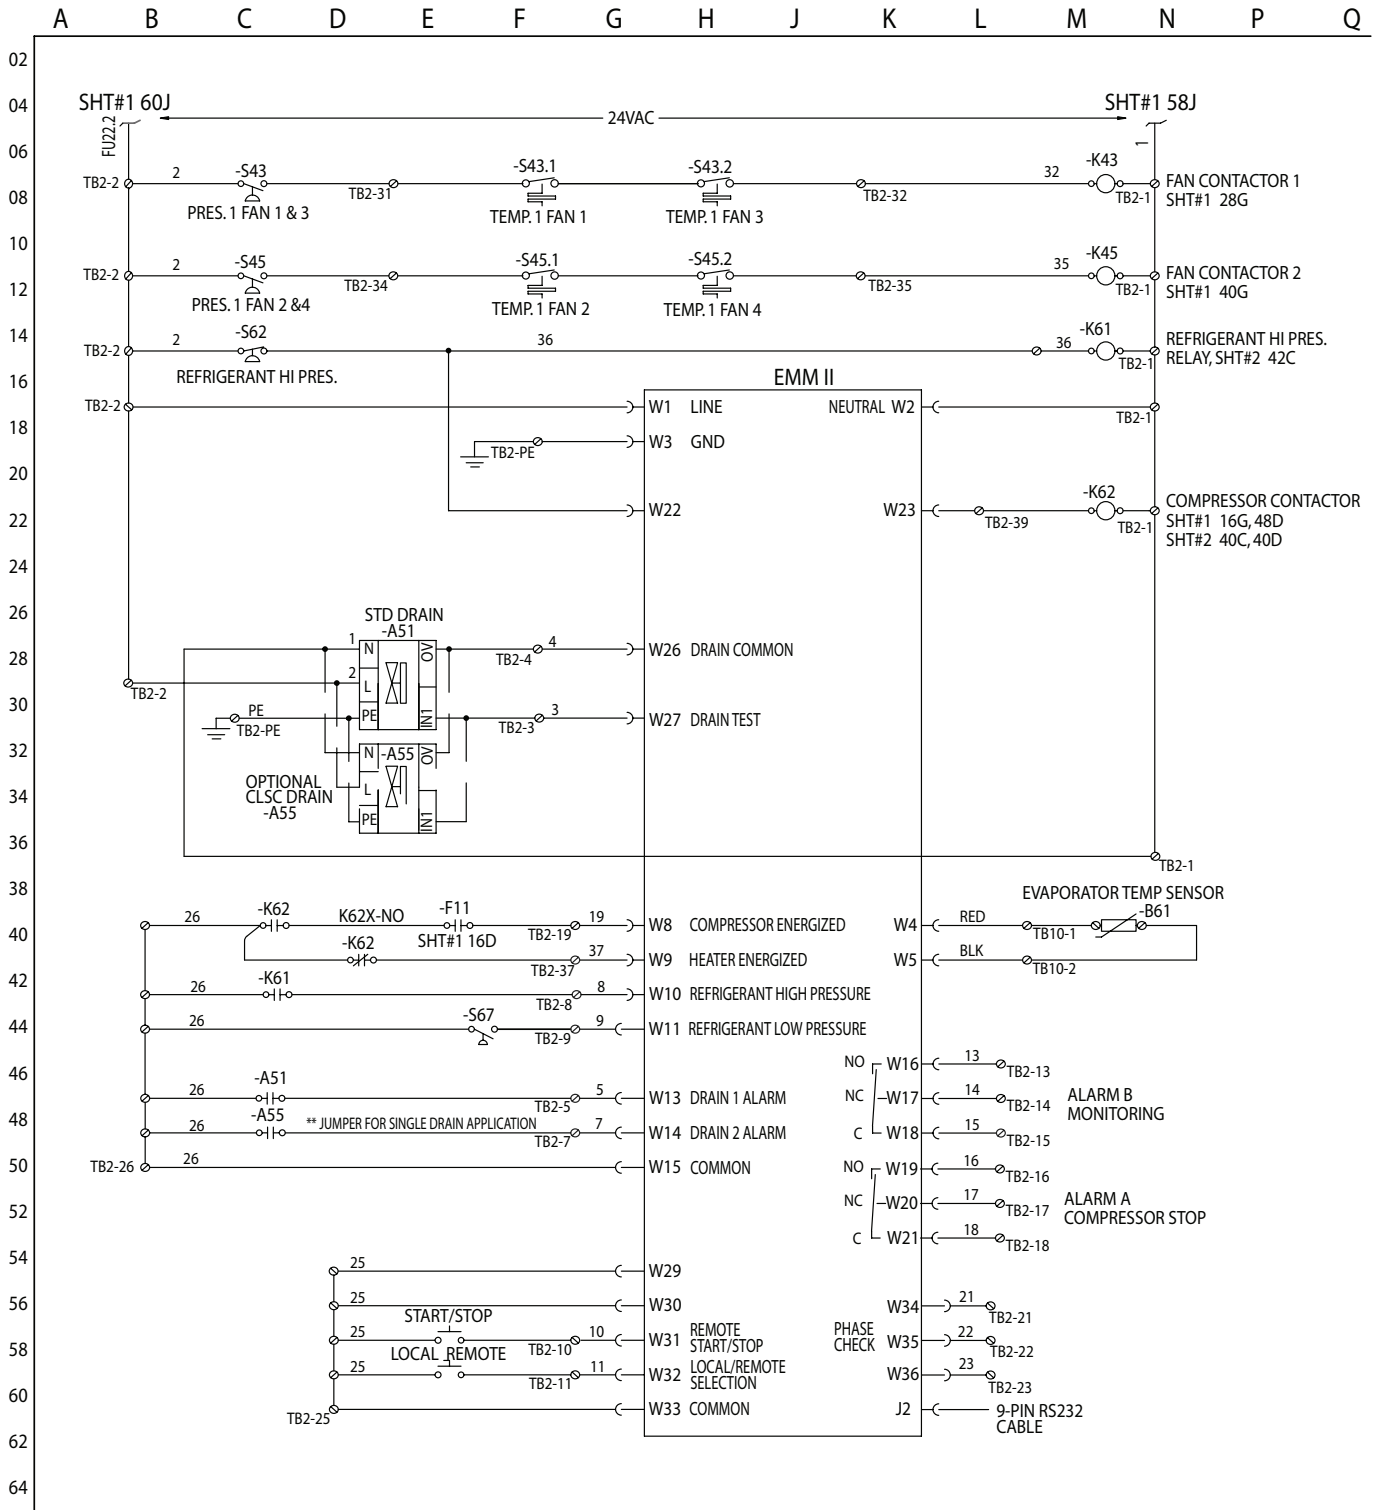 A B C D E F G H J K L M N P Q
02
04 SHT#1 60J SHT#1 58J
24VAC
FU22.2 1
06
-S43 -S43.1 -S43.2 -K43
TB2-2 2 TB2-31 TB2-32 32 TB2-1 FAN CONTACTOR 1
08 PRES. 1 FAN 1 & 3 TEMP. 1 FAN 1 TEMP. 1 FAN 3 SHT#1 28G
10
-S45 -S45.1 -S45.2 -K45
TB2-2 2 TB2-34 TB2-35 35 TB2-1 FAN CONTACTOR 2
12 PRES. 1 FAN 2 &4 TEMP. 1 FAN 2 TEMP. 1 FAN 4 SHT#1 40G
14 -S62 -K61
TB2-2 2 36 36 TB2-1 REFRIGERANT HI PRES.
RELAY, SHT#2 42C
REFRIGERANT HI PRES.
16 EMM II
TB2-2 W1 LINE NEUTRAL W2 TB2-1
18
TB2-PE W3 GND
20
-K62
W22 W23 TB2-39 TB2-1 COMPRESSOR CONTACTOR
22 SHT#1 16G, 48D
SHT#2 40C, 40D
24
26
STD DRAIN
-A51
1 N OV TB2-4 4 W26 DRAIN COMMON
28
TB2-2 2 L
30
PE TB2-PE PE IN1 TB2-3 3 W27 DRAIN TEST
32
N -A55 OV
OPTIONAL
CLSC DRAIN
-A55
L
34
PE IN1
36
TB2-1
38
EVAPORATOR TEMP SENSOR
26 -K62 K62X-NO -F11 TB2-19 19 W8 COMPRESSOR ENERGIZED W4 RED TB10-1 -B61
40 SHT#1 16D
-K62 TB2-37 37 W9 HEATER ENERGIZED W5 BLK TB10-2
42
26 -K61 TB2-8 8 W10 REFRIGERANT HIGH PRESSURE
44 26 -S67 TB2-9 9 W11 REFRIGERANT LOW PRESSURE
NO W16 13 TB2-13
46
26 -A51 TB2-5 5 W13 DRAIN 1 ALARM NC W17 14 TB2-14 ALARM B
MONITORING
48
26 -A55 ** JUMPER FOR SINGLE DRAIN APPLICATION TB2-7 7 W14 DRAIN 2 ALARM C W18 15 TB2-15
50 TB2-26 26 W15 COMMON NO W19 16 TB2-16
52 NC W20 17 TB2-17 ALARM A
COMPRESSOR STOP
C W21 18 TB2-18
54
25 W29
56 25 W30 W34 21 TB2-21
START/STOP
25 TB2-10 10 W31 REMOTE
START/STOP
PHASE
CHECK W35 22 TB2-22
58
LOCAL REMOTE
25 TB2-11 11 W32 LOCAL/REMOTE
SELECTION
W36 23 TB2-23
60
TB2-25 W33 COMMON J2 9-PIN RS232
CABLE
62
64